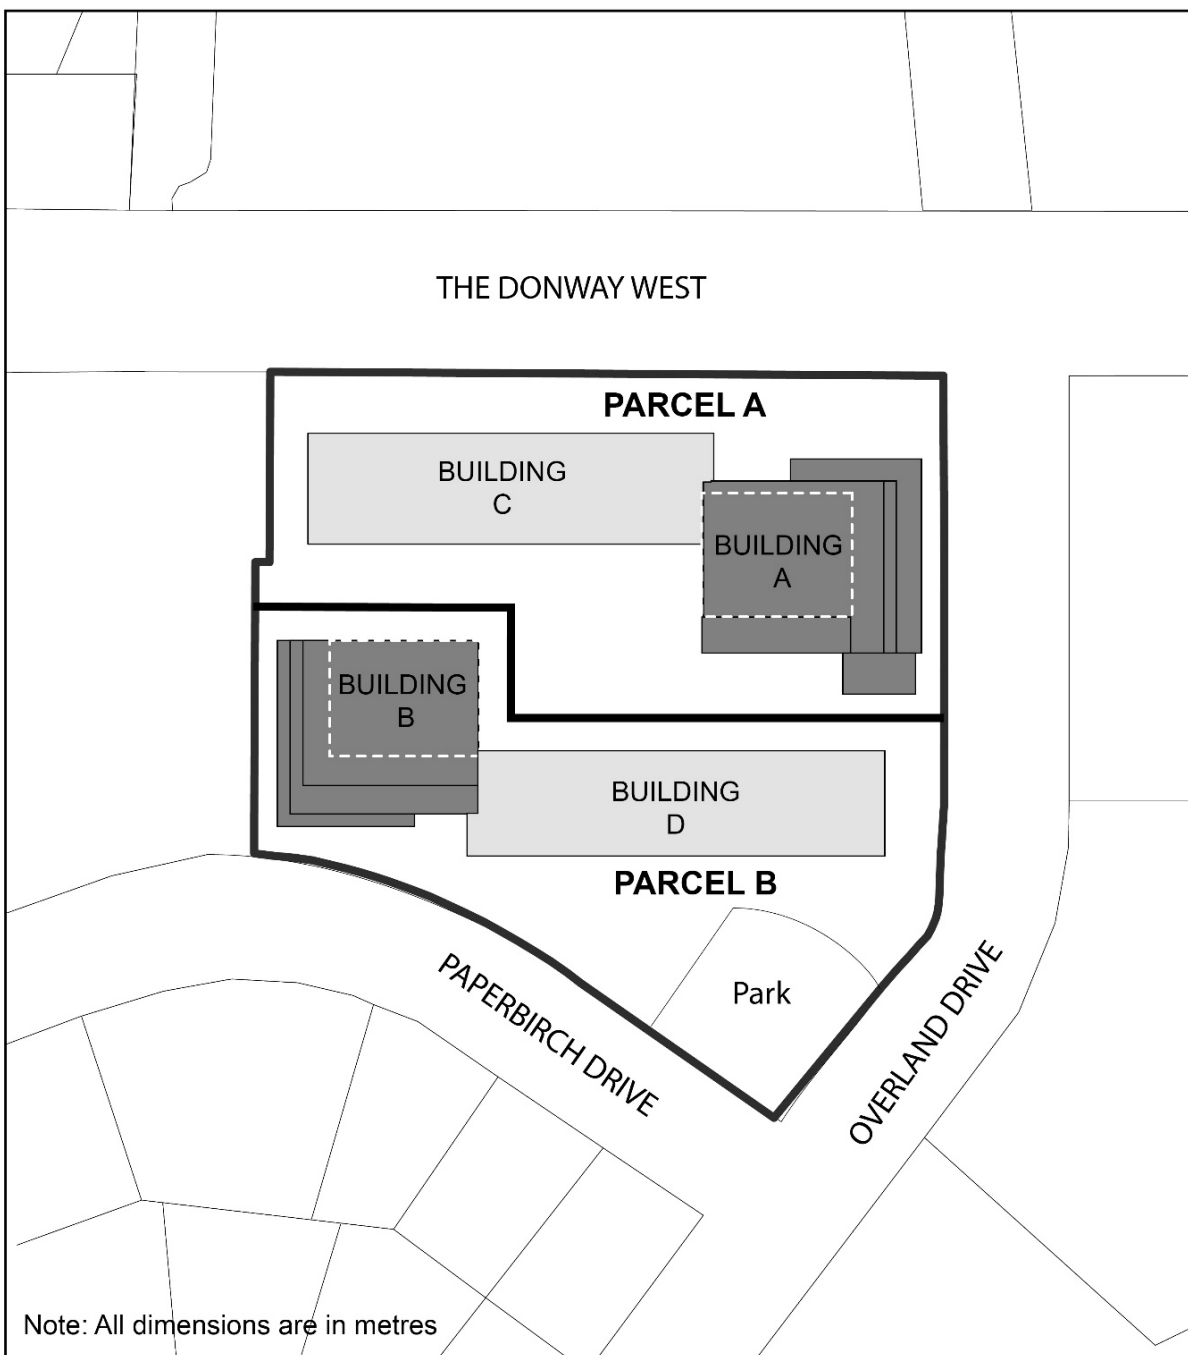 THE DONWAY WEST
PARCEL A
BUILDING
C
BUILDING
A
BUILDING
B
BUILDING
D
PARCEL B
Park
PAPERBIRCH DRIVE
OVERLAND DRIVE
Note: All dimensions are in metres